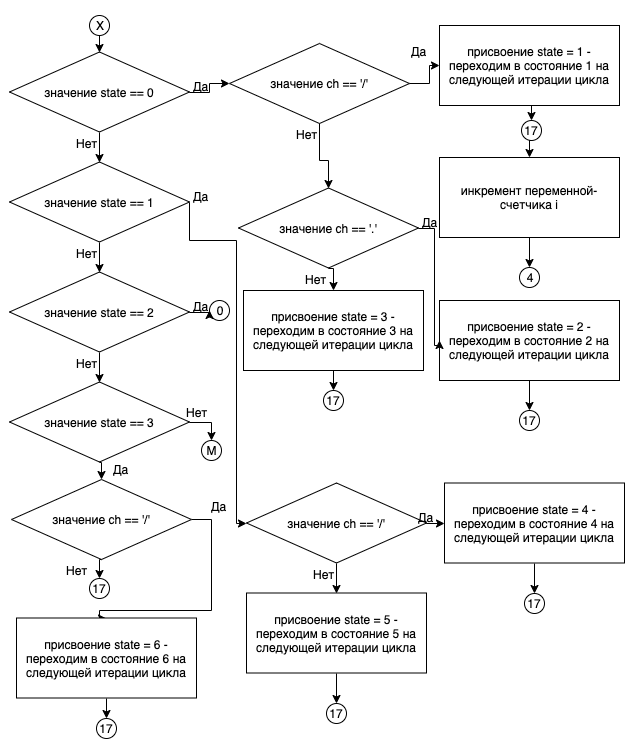 X
значение state == 0
Да
значение ch == '/'
Да
присвоение state = 1 -
переходим в состояние 1 на
следующей итерации цикла
17
Нет
Нет
значение state == 1
Да
инкремент переменной-
счетчика i
4
значение ch == '.'
Да
Нет
Нет
значение state == 2
Да
0
присвоение state = 3 -
переходим в состояние 3 на
следующей итерации цикла
17
присвоение state = 2 -
переходим в состояние 2 на
следующей итерации цикла
17
Нет
значение state == 3
Нет
M
Да
значение ch == '/'
Да
Нет
17
значение ch == '/'
Да
присвоение state = 4 -
переходим в состояние 4 на
следующей итерации цикла
17
Нет
присвоение state = 5 -
переходим в состояние 5 на
следующей итерации цикла
17
присвоение state = 6 -
переходим в состояние 6 на
следующей итерации цикла
17